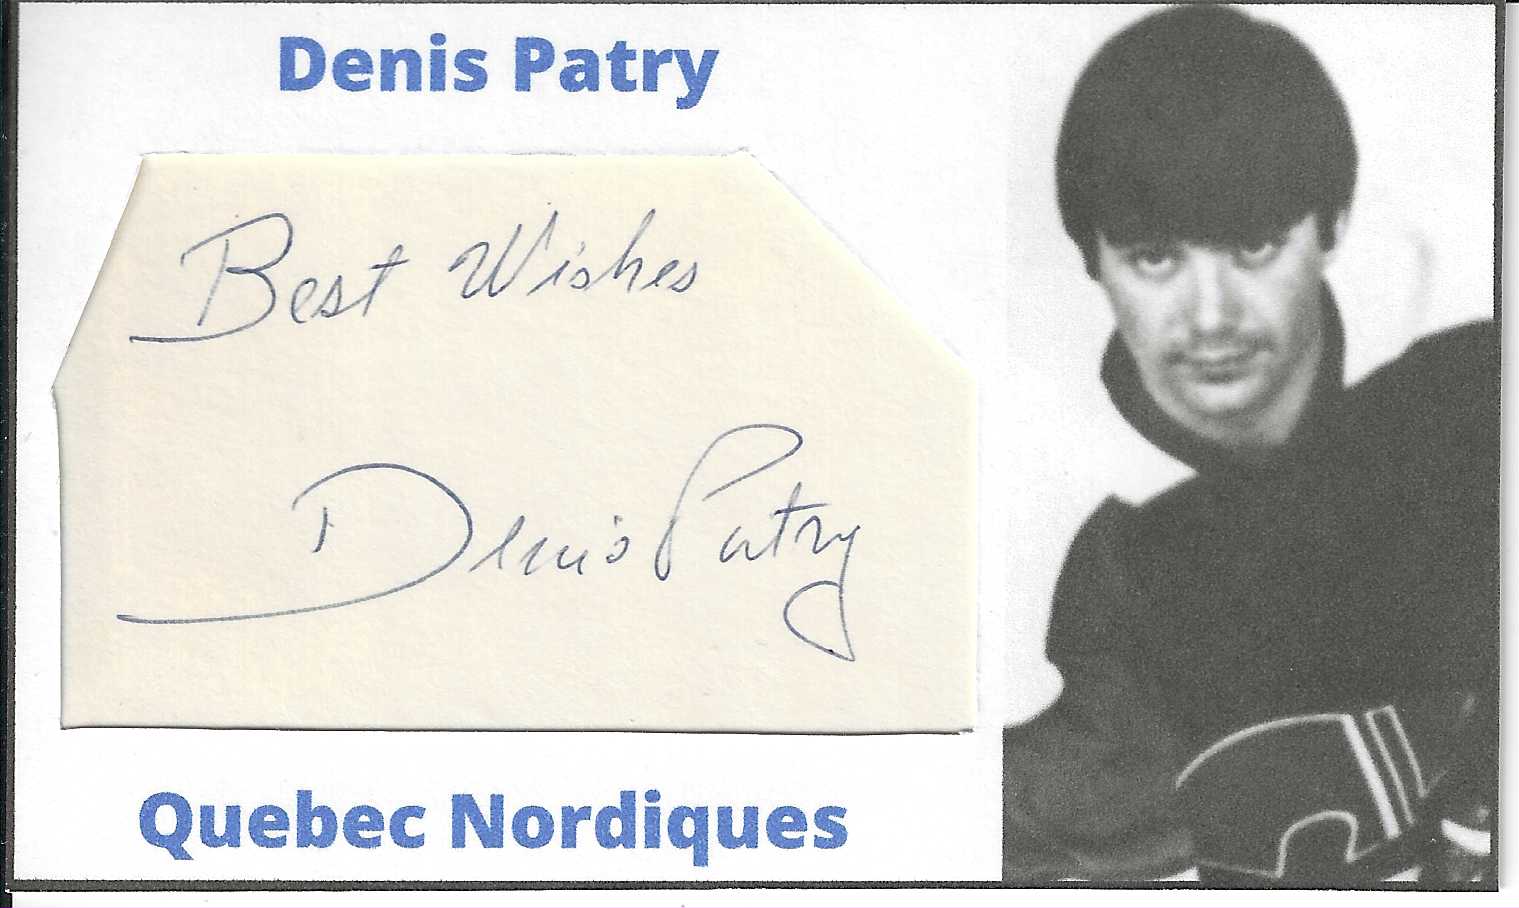 Denis Patry
Best Wishes
Denis Patry
Quebec Nordiques